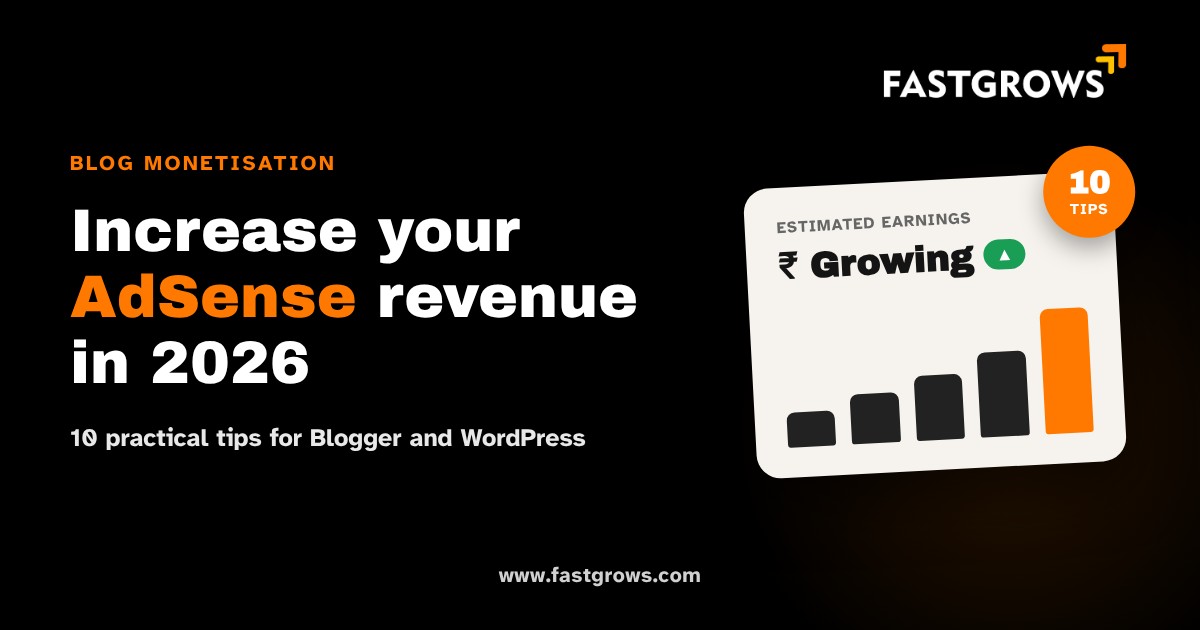 FASTGROWS
BLOG MONETISATION
Increase your
AdSense revenue
in 2026
10 practical tips for Blogger and WordPress
10
TIPS
ESTIMATED EARNINGS
₹ Growing ▲
www.fastgrows.com